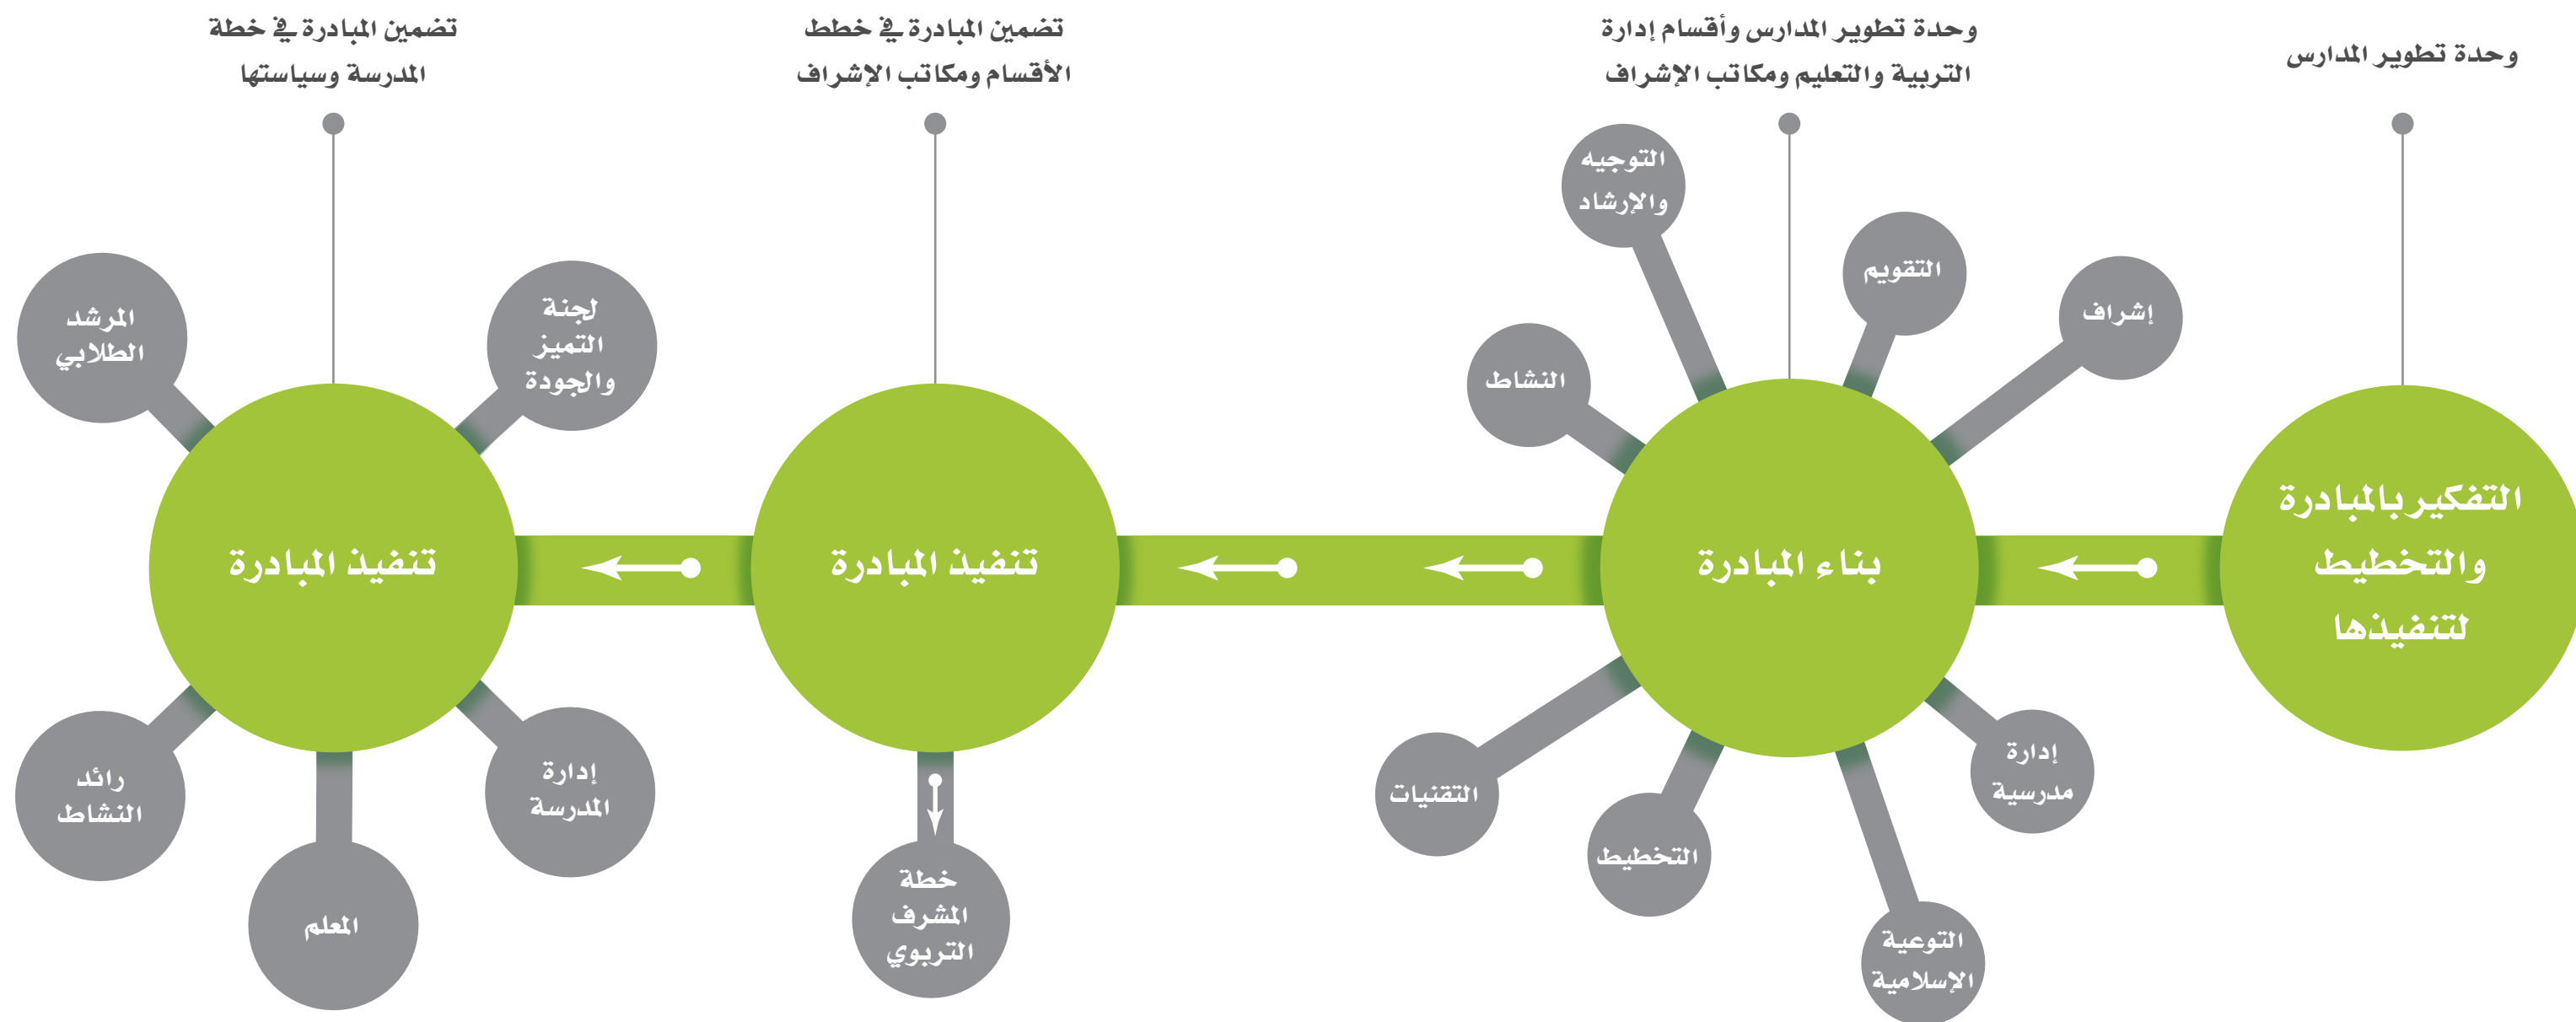 وحدة تطوير المدارس
وحدة تطوير المدارس وأقسام إدارة
التربية والتعليم ومكاتب الإشراف
تضمين المبادرة في خطط
الأقسام ومكاتب الإشراف
تضمين المبادرة في خطة
المدرسة وسياستها
التفكير بالمبادرة
والتخطيط
لتنفيذها
بناء المبادرة
إشراف
التقويم
التوجيه
والإرشاد
النشاط
التقنيات
التخطيط
التوعية
الإسلامية
إدارة
مدرسية
تنفيذ المبادرة
خطة
المشرف
التربوي
تنفيذ المبادرة
لجنة
التميز
والجودة
المرشد
الطلابي
رائد
النشاط
المعلم
إدارة
المدرسة